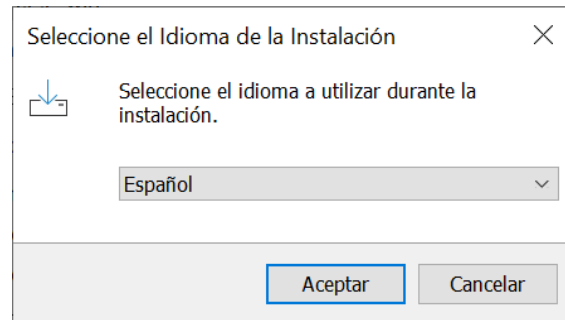 Seleccione el Idioma de la Instalación
Seleccione el idioma a utilizar durante la
instalación.
Español
Aceptar
Cancelar